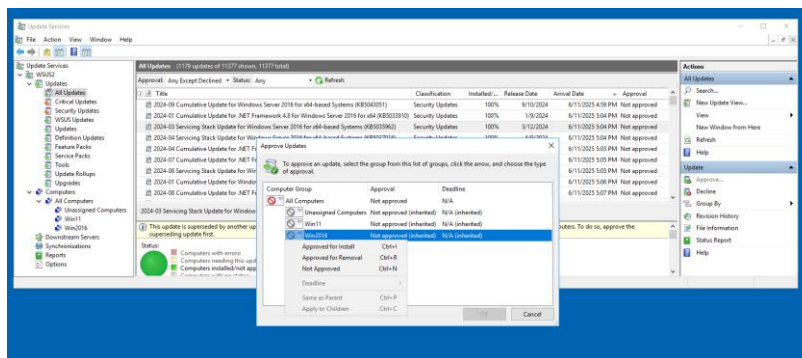 Update Services
File Action View Window Help
Update Services
WSUS2
Updates
All Updates
Critical Updates
Security Updates
WSUS Updates
Updates
Definition Updates
Feature Packs
Service Packs
Tools
Update Rollups
Upgrades
Computers
All Computers
Unassigned Computers
Win11
Win2016
Downstream Servers
Synchronizations
Reports
Options
All Updates (1179 updates of 11377 shown, 11377 total)
Approval: Any Except Declined Status: Any Refresh
Title Classification Installed/... Release Date Arrival Date Approval
2024-09 Cumulative Update for Windows Server 2016 for x64-based Systems (KB5043051) Security Updates 100% 9/10/2024 6/11/2025 4:59 PM Not approved
2024-01 Cumulative Update for .NET Framework 4.8 for Windows Server 2016 for x64 (KB5033910) Security Updates 100% 1/9/2024 6/11/2025 5:04 PM Not approved
2024-03 Servicing Stack Update for Windows Server 2016 for x64-based Systems (KB5035962) Security Updates 100% 3/12/2024 6/11/2025 5:04 PM Not approved
2024-04 Cumulative Update for Windows Server 2016 for x64-based Systems
2024-04 Cumulative Update for .NET F 6/11/2025 5:05 PM Not approved
2024-07 Cumulative Update for .NET F 6/11/2025 5:05 PM Not approved
2024-08 Servicing Stack Update for Wir 6/11/2025 5:05 PM Not approved
2024-01 Cumulative Update for Window 6/11/2025 5:06 PM Not approved
2024-08 Cumulative Update for .NET F 6/11/2025 5:08 PM Not approved
2024-03 Servicing Stack Update for Window
This update is superseded by another up
superseding update first.
puters. To do so, approve the
Status:
Computers with errors:
Computers needing this upd
Computers installed/not app
Approve Updates
To approve an update, select the group from this list of groups, click the arrow, and choose the type
of approval.
Computer Group Approval Deadline
All Computers Not approved N/A
Unassigned Computers Not approved (inherited) N/A (inherited)
Win11 Not approved (inherited) N/A (inherited)
Win2016 Not approved (inherited) N/A (inherited)
Approved for Install Ctrl+I
Approved for Removal Ctrl+R
Not Approved Ctrl+N
Deadline
Same as Parent Ctrl+P
Apply to Children Ctrl+C
OK Cancel
Actions
All Updates
Search...
New Update View...
View
New Window from Here
Refresh
Help
Update
Approve...
Decline
Group By
Revision History
File Information
Status Report
Help